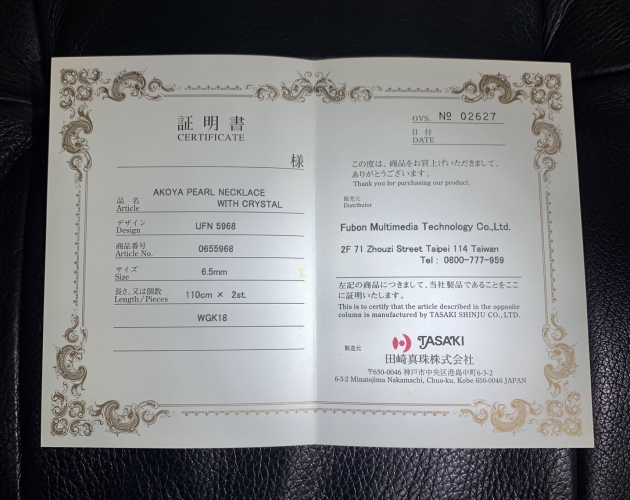 証明書
CERTIFICATE
様
品名
Article
AKOYA PEARL NECKLACE
WITH CRYSTAL
デザイン
Design
UFN 5968
商品番号
Article No.
0655968
サイズ
Size
6.5mm
長さ、又は個数
Length/Pieces
110cm × 2st.
WGK18
OVS. № 02627
日付
DATE
この度は、商品をお買上げいただきまして、
ありがとうございます。
Thank you for purchasing our product.
販売元
Distributor
Fubon Multimedia Technology Co.,Ltd.
2F 71 Zhouzi Street Taipei 114 Taiwan
Tel : 0800-777-959
左記の商品につきまして、当社製品であることをここ
に証明いたします。
This is to certify that the article described in the opposite
column is manufactured by TASAKI SHINJU CO., LTD.
製造元
TASAKI
田崎真珠株式会社
〒650-0046 神戸市中央区港島中町6-3-2
6-3-2 Minatojima Nakamachi, Chuo-ku, Kobe 650-0046 JAPAN